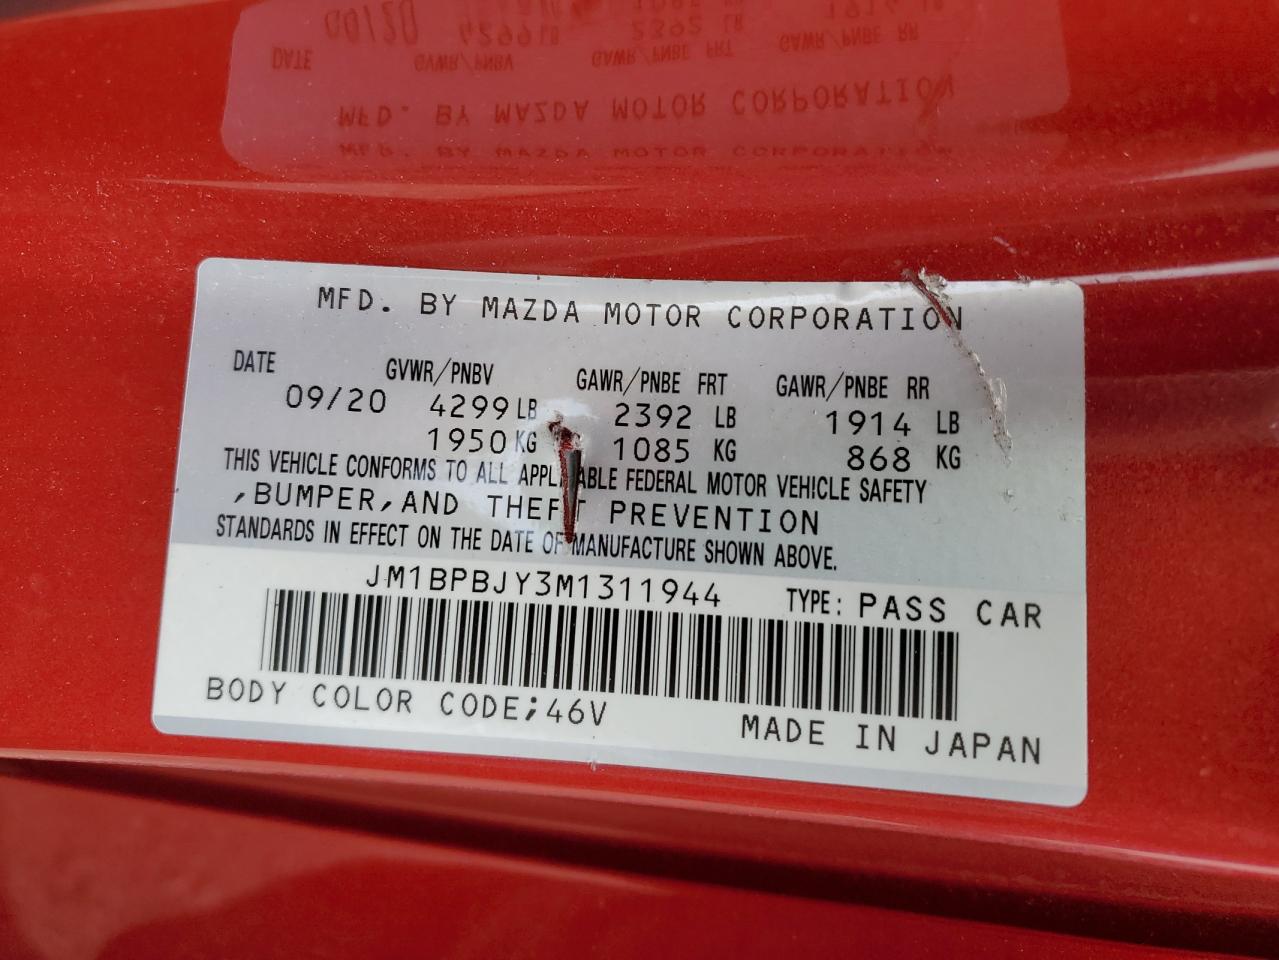 MFD. BY MAZDA MOTOR CORPORATION
DATE GVWR/PNBV GAWR/PNBE FRT GAWR/PNBE RR
09/20 4299 LB 2392 LB 1914 LB
1950 KG 1085 KG 868 KG
THIS VEHICLE CONFORMS TO ALL APPLICABLE FEDERAL MOTOR VEHICLE SAFETY
,BUMPER,AND THEFT PREVENTION
STANDARDS IN EFFECT ON THE DATE OF MANUFACTURE SHOWN ABOVE.
JM1BPBJY3M1311944 TYPE: PASS CAR
BODY COLOR CODE;46V
MADE IN JAPAN